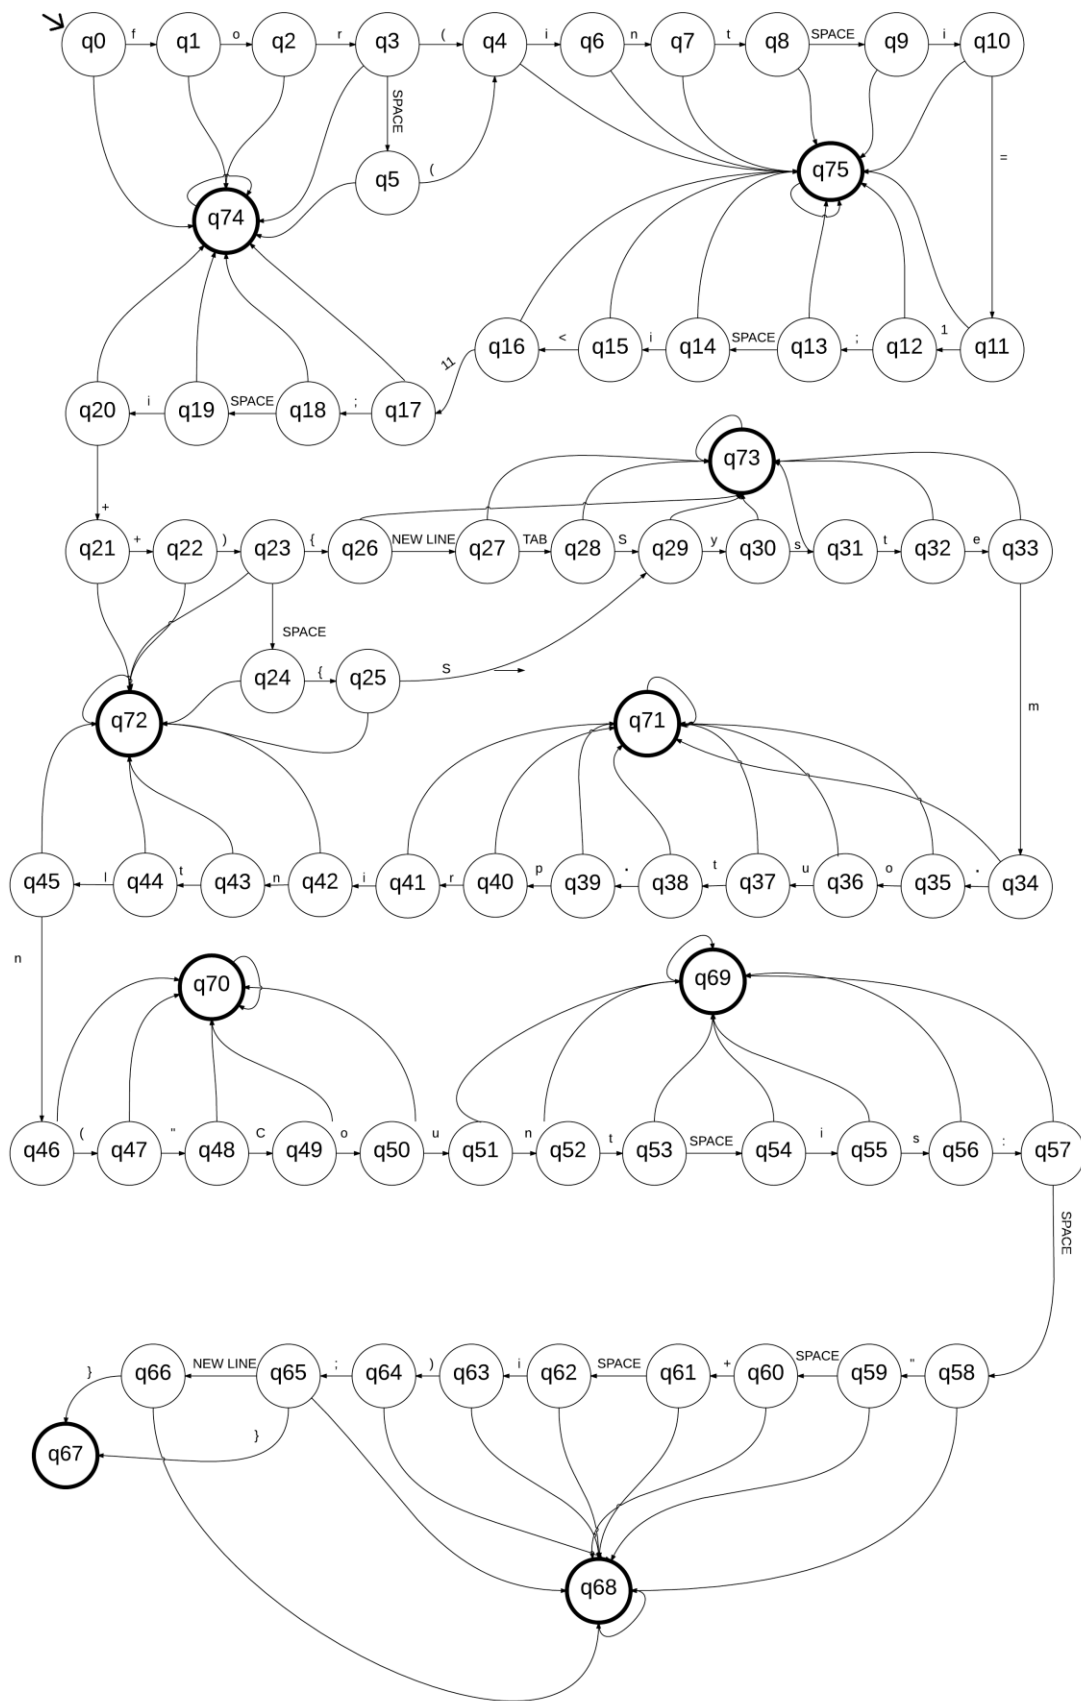 q0 f q1 o q2 r q3 ( q4 i q6 n q7 t q8 SPACE q9 i q10
SPACE
q5 (
=
q74
q75
q16 < q15 i q14 SPACE q13 ; q12 1 q11
11
q20 i q19 SPACE q18 ; q17
+
q73
q21 + q22 ) q23 { q26 NEW LINE q27 TAB q28 S q29 y q30 s q31 t q32 e q33
SPACE
q24 { q25 S
m
q72
q71
q45 l q44 t q43 n q42 i q41 r q40 p q39 . q38 t q37 u q36 o q35 . q34
n
q70
q69
q46 ( q47 " q48 C q49 o q50 u q51 n q52 t q53 SPACE q54 i q55 s q56 : q57
SPACE
} q66 NEW LINE q65 ; q64 ) q63 i q62 SPACE q61 + q60 SPACE q59 " q58
q67 }
q68